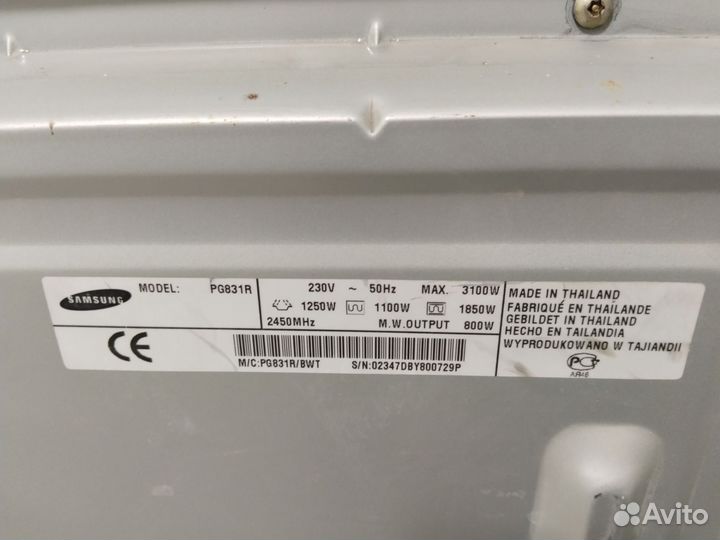 SAMSUNG
MODEL: PG831R
230V ~ 50Hz MAX. 3100W
1250W 1100W 1850W
2450MHz M.W.OUTPUT 800W
M/C:PG831R/BWT S/N:02347DBY800729P
MADE IN THAILAND
FABRIQUÉ EN THAÏLANDE
GEBILDET IN THAILAND
HECHO EN TAILANDIA
WYPRODUKOWANO W TAJIANDII
CE
РСТ
Avito